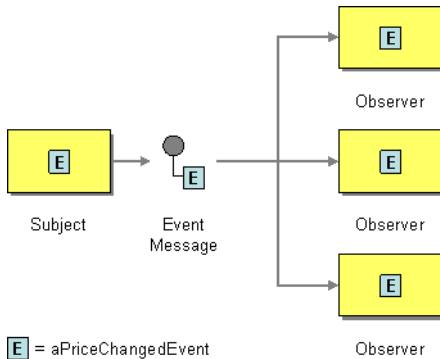 E
Observer
E
E
E
Subject
Event
Message
Observer
E
Observer
E = aPriceChangedEvent